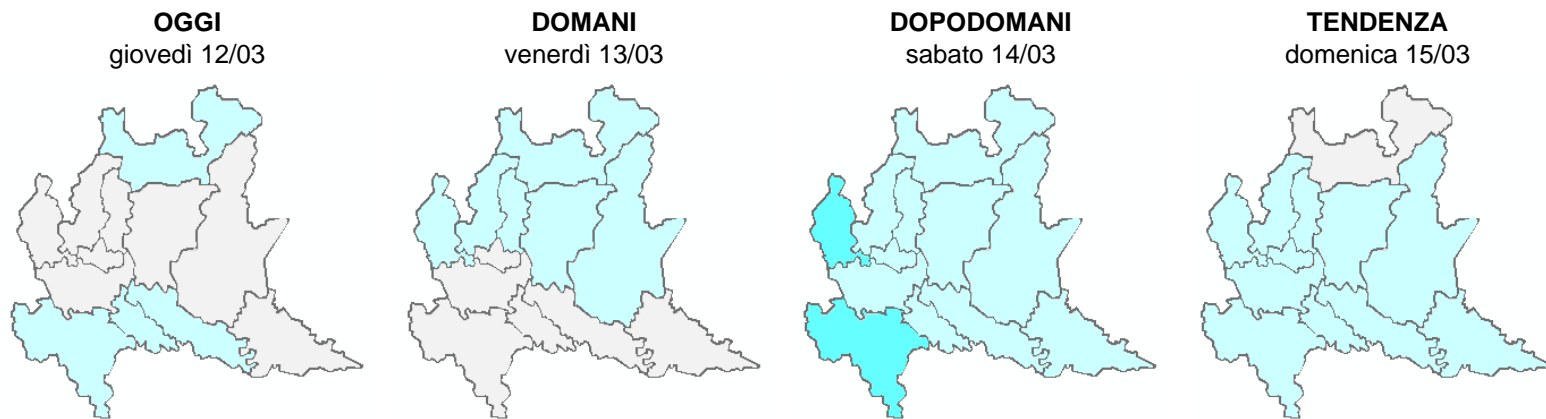 OGGI
giovedì 12/03
DOMANI
venerdì 13/03
DOPODOMANI
sabato 14/03
TENDENZA
domenica 15/03